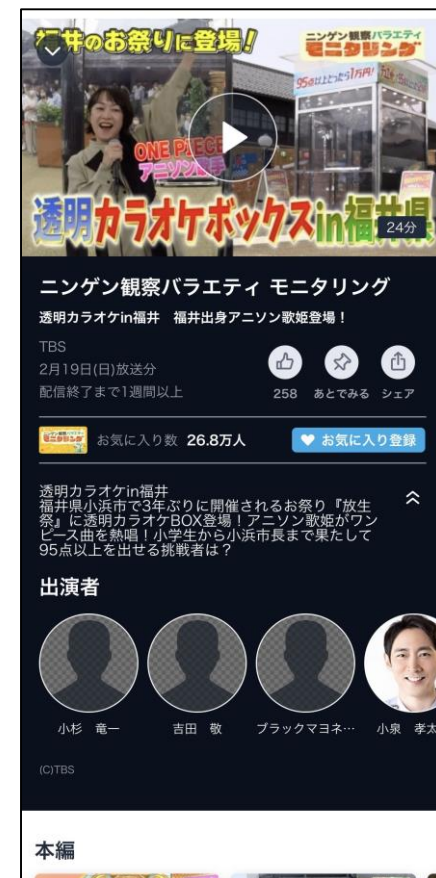 福井のお祭りに登場!
ニンゲン観察バラエティ
モニタリング
95点以上とったら1万円!
ONE PIECE
アニソン歌手
透明カラオケボックスin福井県
24分
ニンゲン観察バラエティ モニタリング
透明カラオケin福井 福井出身アニソン歌姫登場!
TBS
2月19日(日)放送分
配信終了まで1週間以上
258 あとでみる シェア
お気に入り数 26.8万人 お気に入り登録
透明カラオケin福井
福井県小浜市で3年ぶりに開催されるお祭り『放生
祭』に透明カラオケBOX登場!アニソン歌姫がワン
ピース曲を熱唱!小学生から小浜市長まで果たして
95点以上を出せる挑戦者は?
出演者
小杉 竜一 吉田 敬 ブラックマヨネ… 小泉 孝太
(C)TBS
本編